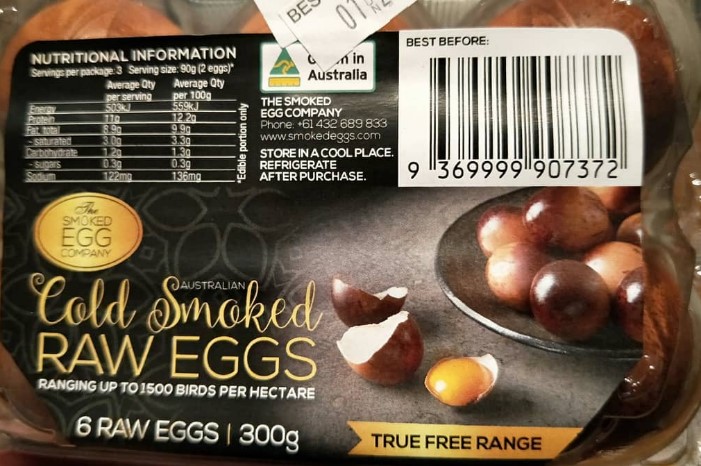 BES
01
NUTRITIONAL INFORMATION
Servings per package: 3 Serving size: 90g (2 eggs)*
Average Qty per serving Average Qty per 100g
Energy 503kJ 559kJ
Protein 11g 12.2g
Fat, total 8.9g 9.9g
- saturated 3.0g 3.3g
Carbohydrate 1.2g 1.3g
- sugars 0.3g 0.3g
Sodium 122mg 136mg
*Edible portion only
in
Australia
THE SMOKED
EGG COMPANY
Phone: +61 432 689 833
www.smokedeggs.com
STORE IN A COOL PLACE.
REFRIGERATE
AFTER PURCHASE.
BEST BEFORE:
9 369999 907372
The
SMOKED
EGG
COMPANY
AUSTRALIAN
Cold Smoked
RAW EGGS
RANGING UP TO 1500 BIRDS PER HECTARE
6 RAW EGGS | 300g
TRUE FREE RANGE